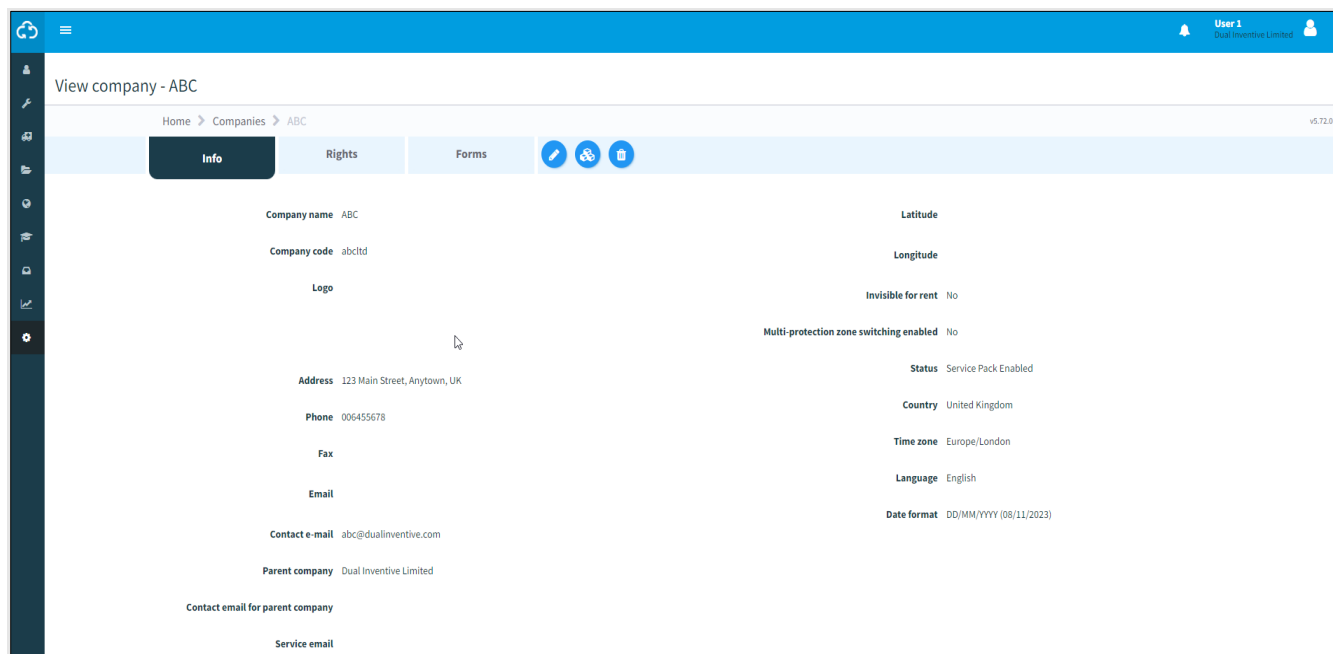 User 1
Dual Inventive Limited
View company - ABC
Home Companies ABC
v5.72.0
Info Rights Forms
Company name ABC
Company code abcltd
Logo
Address 123 Main Street, Anytown, UK
Phone 006455678
Fax
Email
Contact e-mail abc@dualinventive.com
Parent company Dual Inventive Limited
Contact email for parent company
Service email
Latitude
Longitude
Invisible for rent No
Multi-protection zone switching enabled No
Status Service Pack Enabled
Country United Kingdom
Time zone Europe/London
Language English
Date format DD/MM/YYYY (08/11/2023)